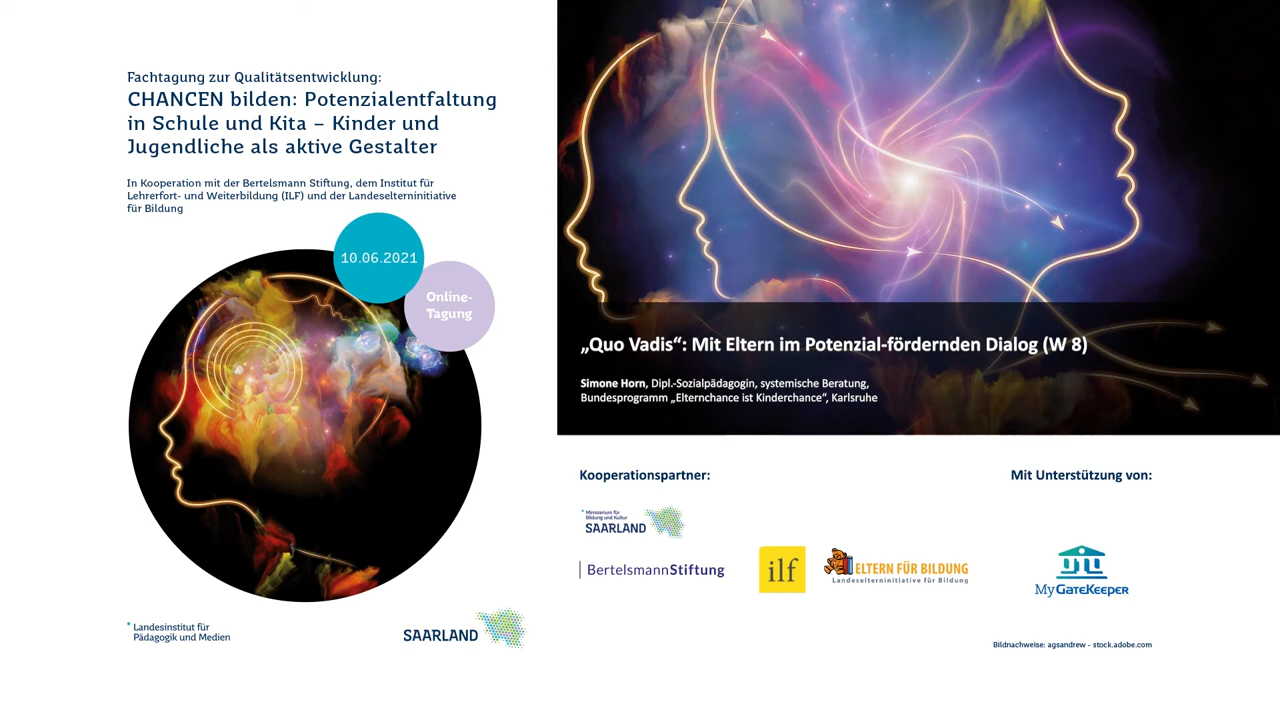 Fachtagung zur Qualitätsentwicklung:
CHANCEN bilden: Potenzialentfaltung
in Schule und Kita – Kinder und
Jugendliche als aktive Gestalter
In Kooperation mit der Bertelsmann Stiftung, dem Institut für
Lehrerfort- und Weiterbildung (ILF) und der Landeselterninitiative
für Bildung
10.06.2021
Online-
Tagung
Landesinstitut für
Pädagogik und Medien
SAARLAND
„Quo Vadis“: Mit Eltern im Potenzial-fördernden Dialog (W 8)
Simone Horn, Dipl.-Sozialpädagogin, systemische Beratung,
Bundesprogramm „Elternchance ist Kinderchance“, Karlsruhe
Kooperationspartner:
Mit Unterstützung von:
Ministerium für
Bildung und Kultur
SAARLAND
BertelsmannStiftung
ilf
ELTERN FÜR BILDUNG
Landeselterninitiative für Bildung
MyGateKeeper
Bildnachweise: agsandrew - stock.adobe.com